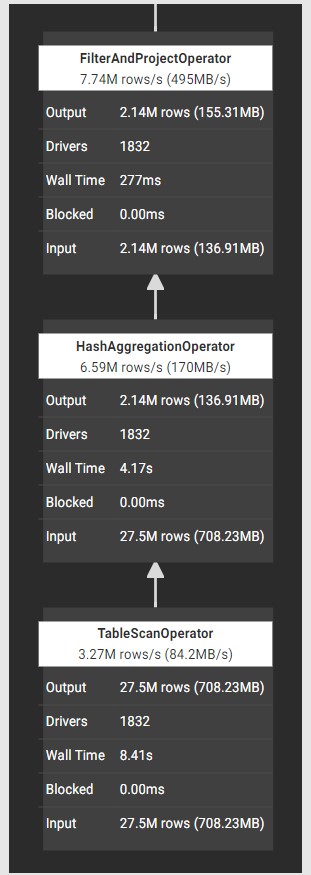 FilterAndProjectOperator
7.74M rows/s (495MB/s)
Output 2.14M rows (155.31MB)
Drivers 1832
Wall Time 277ms
Blocked 0.00ms
Input 2.14M rows (136.91MB)
HashAggregationOperator
6.59M rows/s (170MB/s)
Output 2.14M rows (136.91MB)
Drivers 1832
Wall Time 4.17s
Blocked 0.00ms
Input 27.5M rows (708.23MB)
TableScanOperator
3.27M rows/s (84.2MB/s)
Output 27.5M rows (708.23MB)
Drivers 1832
Wall Time 8.41s
Blocked 0.00ms
Input 27.5M rows (708.23MB)